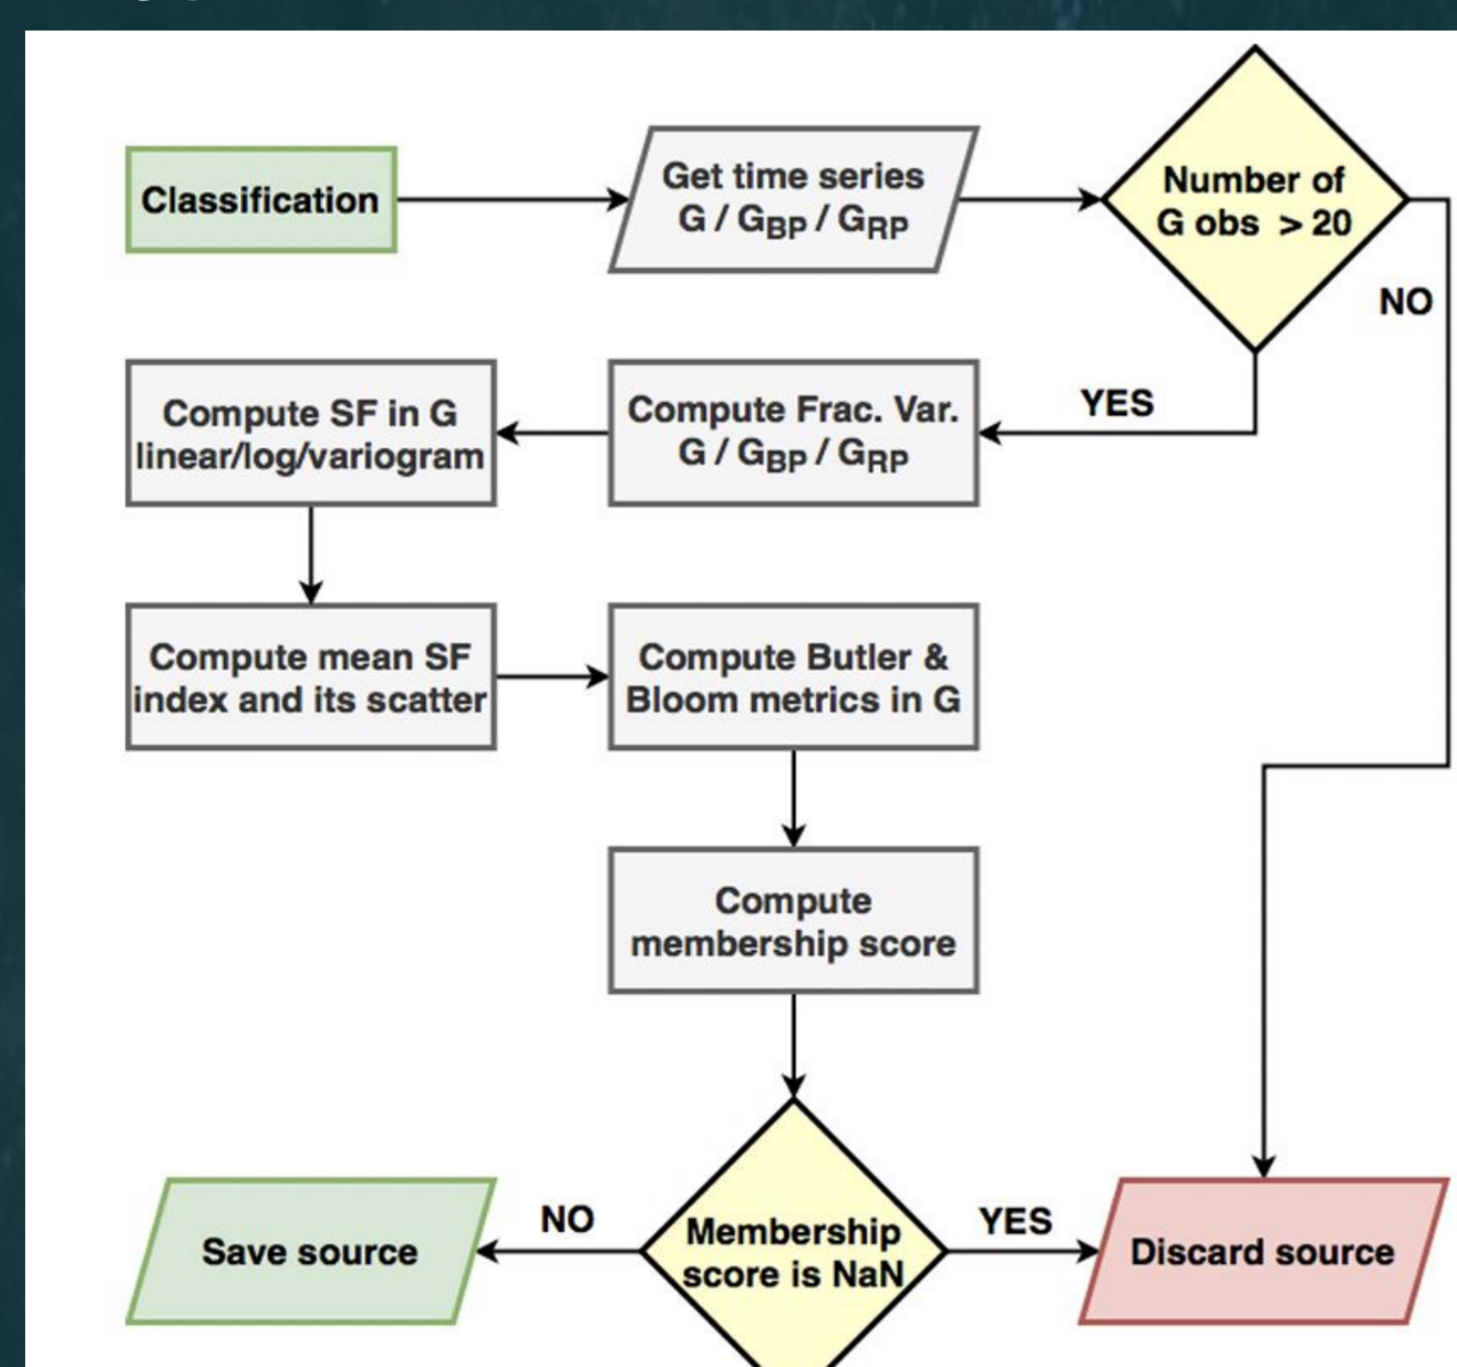 Classification
Get time series
G / GBP / GRP
Number of
G obs > 20
NO
YES
Compute Frac. Var.
G / GBP / GRP
Compute SF in G
linear/log/variogram
Compute mean SF
index and its scatter
Compute Butler &
Bloom metrics in G
Compute
membership score
Membership
score is NaN
NO
Save source
YES
Discard source